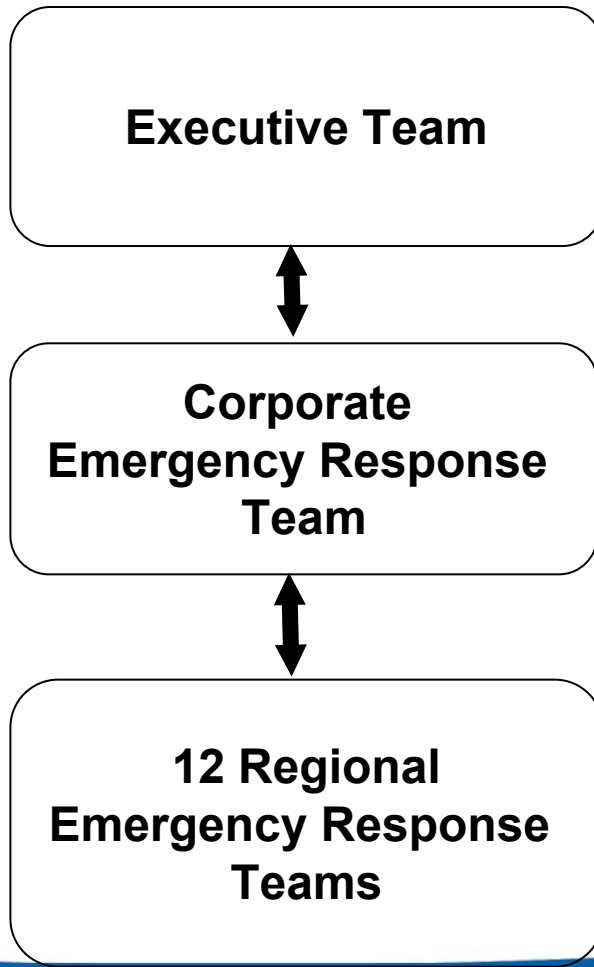 Executive Team
Corporate
Emergency Response
Team
12 Regional
Emergency Response
Teams